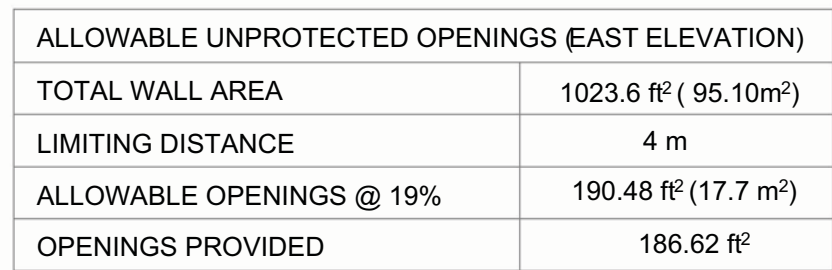 ALLOWABLE UNPROTECTED OPENINGS (EAST ELEVATION)
TOTAL WALL AREA 1023.6 ft² ( 95.10m²)
LIMITING DISTANCE 4 m
ALLOWABLE OPENINGS @ 19% 190.48 ft² (17.7 m²)
OPENINGS PROVIDED 186.62 ft²